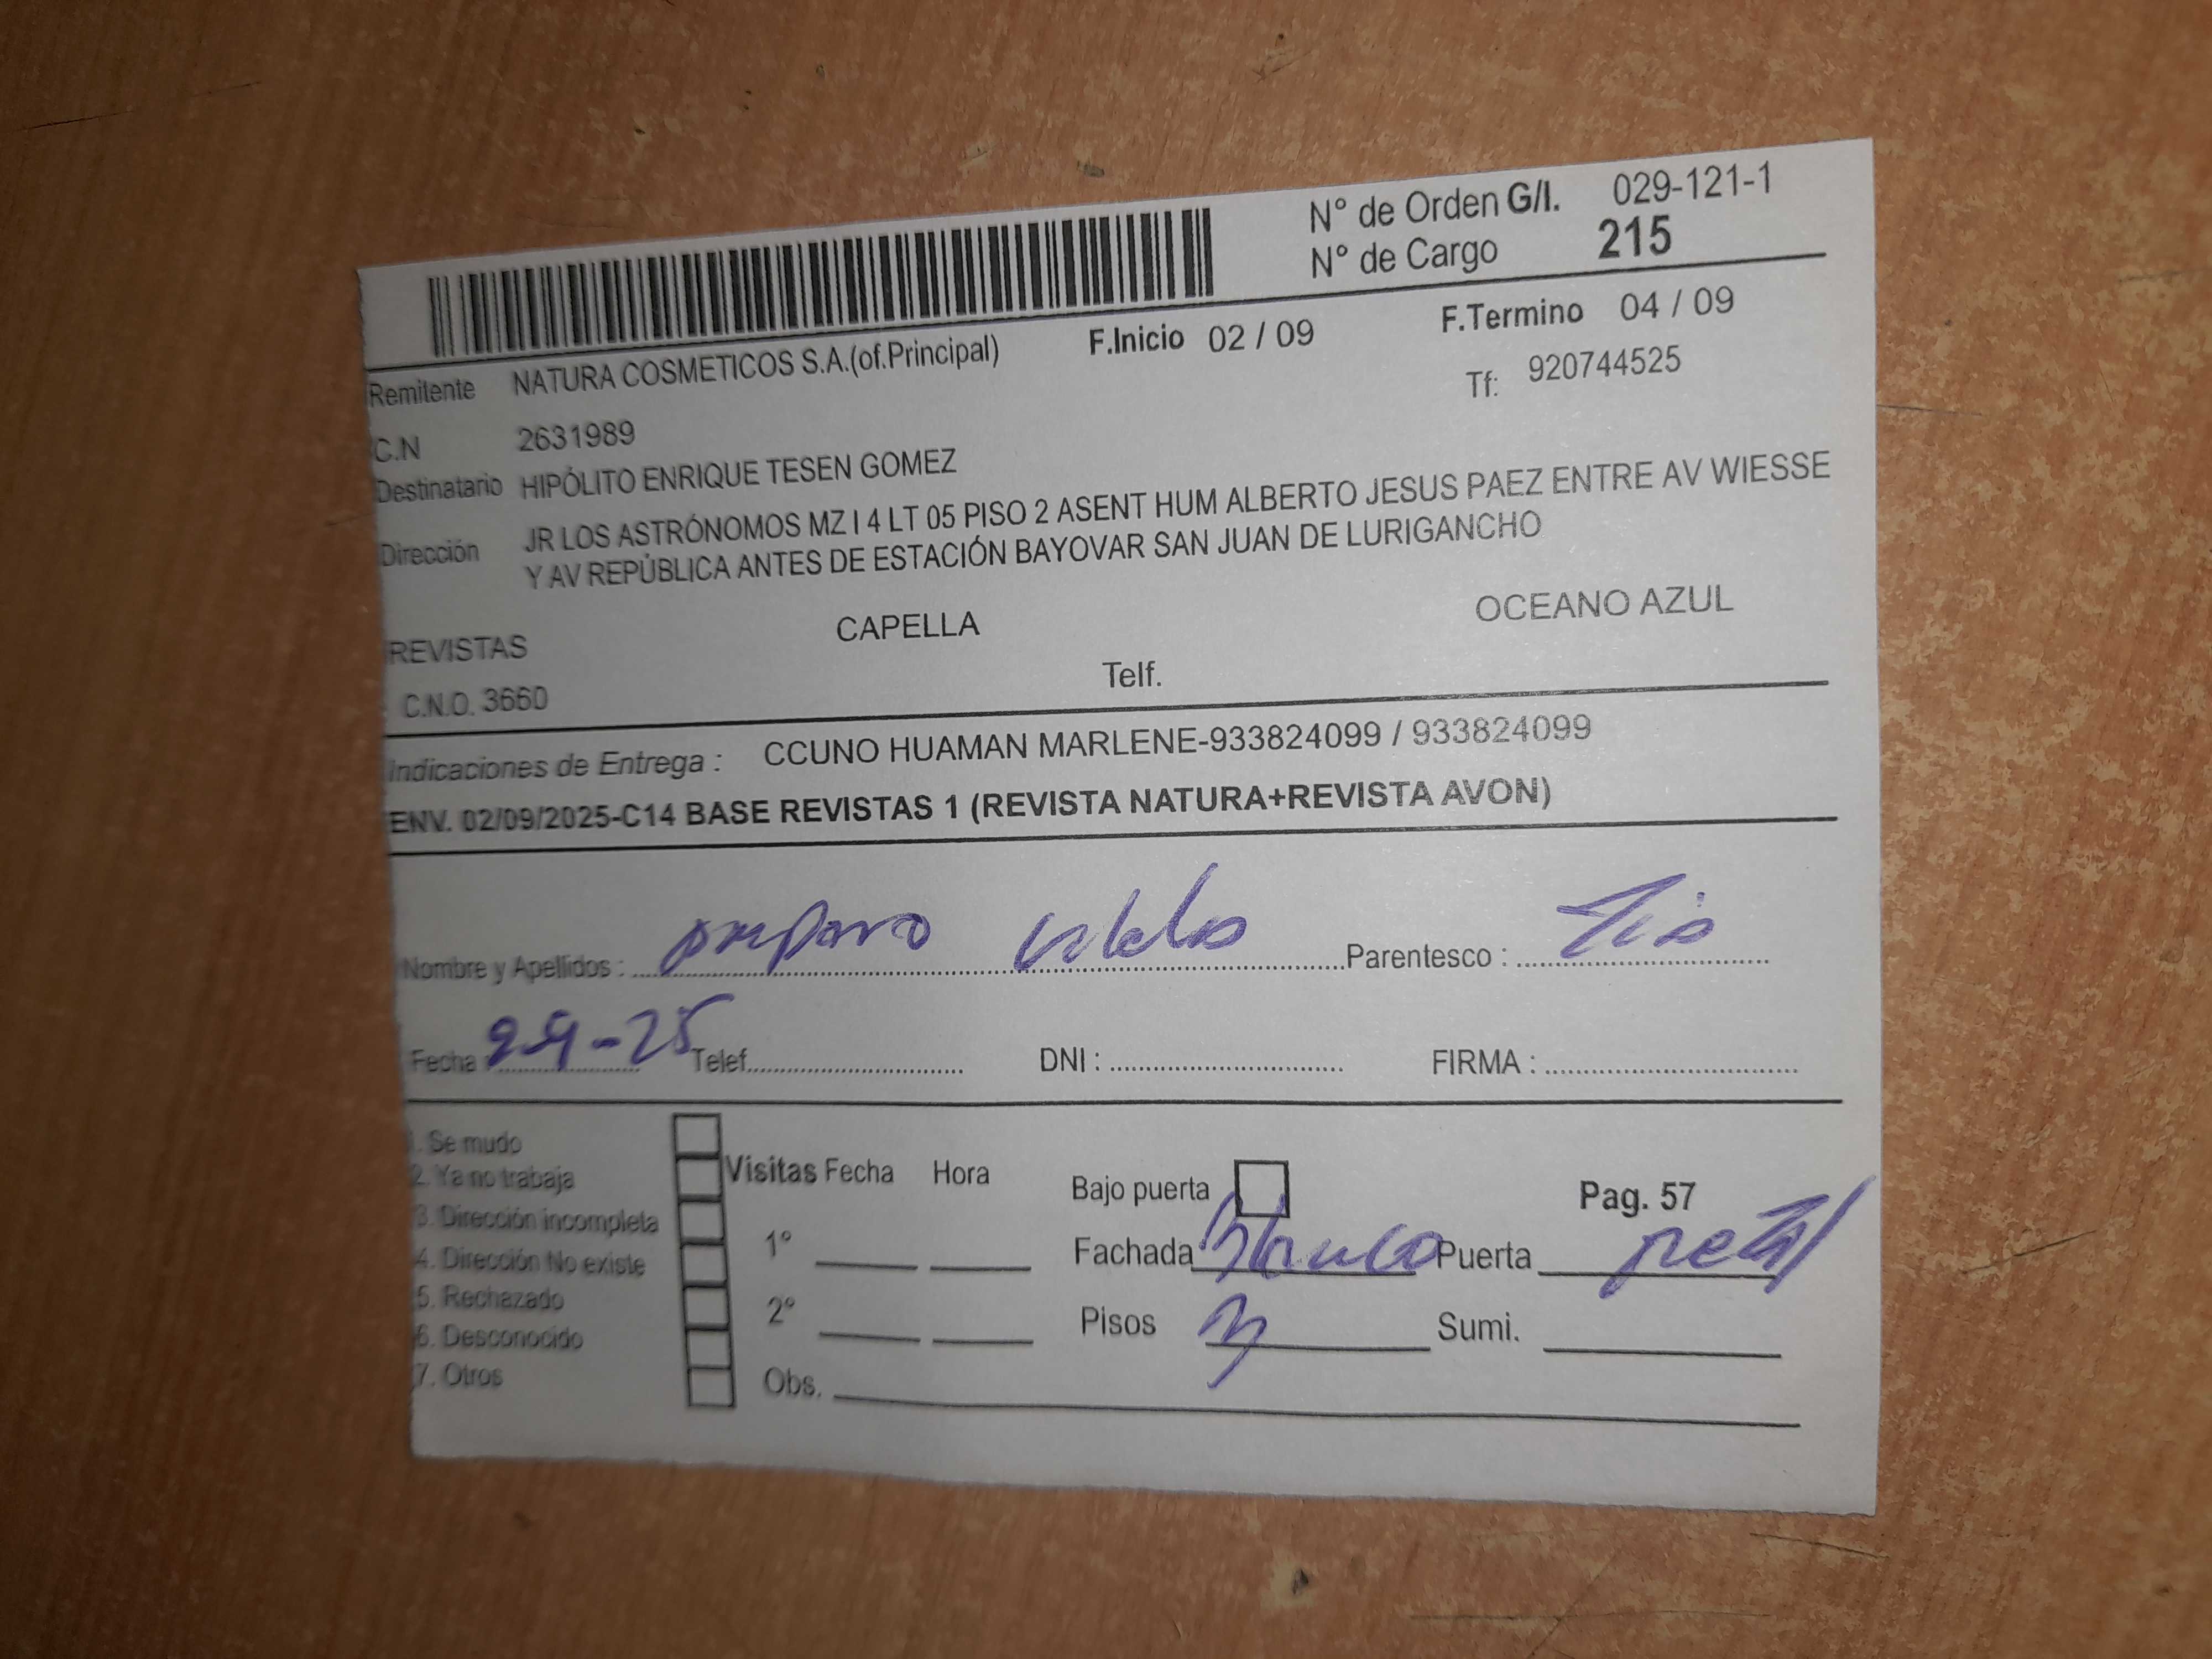 N° de Orden G/I. 029-121-1
N° de Cargo 215
F.Inicio 02 / 09 F.Termino 04 / 09
Remitente NATURA COSMETICOS S.A.(of.Principal) Tf: 920744525
C.N 2631989
Destinatario HIPÓLITO ENRIQUE TESEN GOMEZ
Dirección JR LOS ASTRÓNOMOS MZ I 4 LT 05 PISO 2 ASENT HUM ALBERTO JESUS PAEZ ENTRE AV WIESSE
Y AV REPÚBLICA ANTES DE ESTACIÓN BAYOVAR SAN JUAN DE LURIGANCHO
REVISTAS CAPELLA OCEANO AZUL
C.N.O. 3660 Telf.
Indicaciones de Entrega : CCUNO HUAMAN MARLENE-933824099 / 933824099
ENV. 02/09/2025-C14 BASE REVISTAS 1 (REVISTA NATURA+REVISTA AVON)
Nombre y Apellidos : amparo Parentesco :
Fecha : 2-9-25 Telef. DNI : FIRMA :
1. Se mudo
2. Ya no trabaja
3. Dirección incompleta
4. Dirección No existe
5. Rechazado
6. Desconocido
7. Otros
Visitas Fecha Hora
1°
2°
Obs.
Bajo puerta Pag. 57
Fachada blanco Puerta
Pisos 3 Sumi.